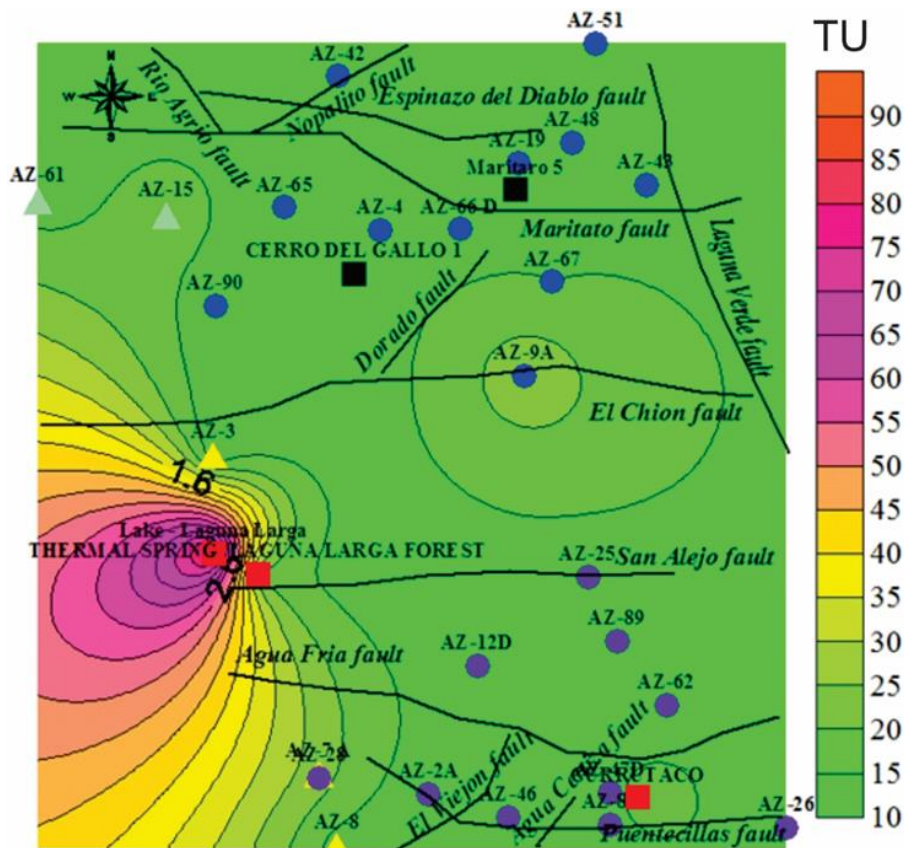 AZ-51
TU
AZ-42
N
W E
S
Rio Agrio fault
Nopalito fault
Espinazo del Diablo fault
90
AZ-48
AZ-19
85
Maritaro 5
AZ-61
AZ-15
AZ-43
80
AZ-65
AZ-4
AZ-66 D
Maritato fault
75
CERRO DEL GALLO 1
AZ-67
Laguna Verde fault
70
AZ-90
Dorado fault
65
AZ-9A
60
El Chion fault
55
AZ-3
1.6
50
45
Lake - Laguna Larga
THERMAL SPRING LAGUNA LARGA FOREST
AZ-25
San Alejo fault
40
35
AZ-89
Agua Fria fault
AZ-12D
30
AZ-62
25
20
AZ-2A
El Viejon fault
AZ-46
15
AZ-8
AZ-26
Puentecillas fault
10